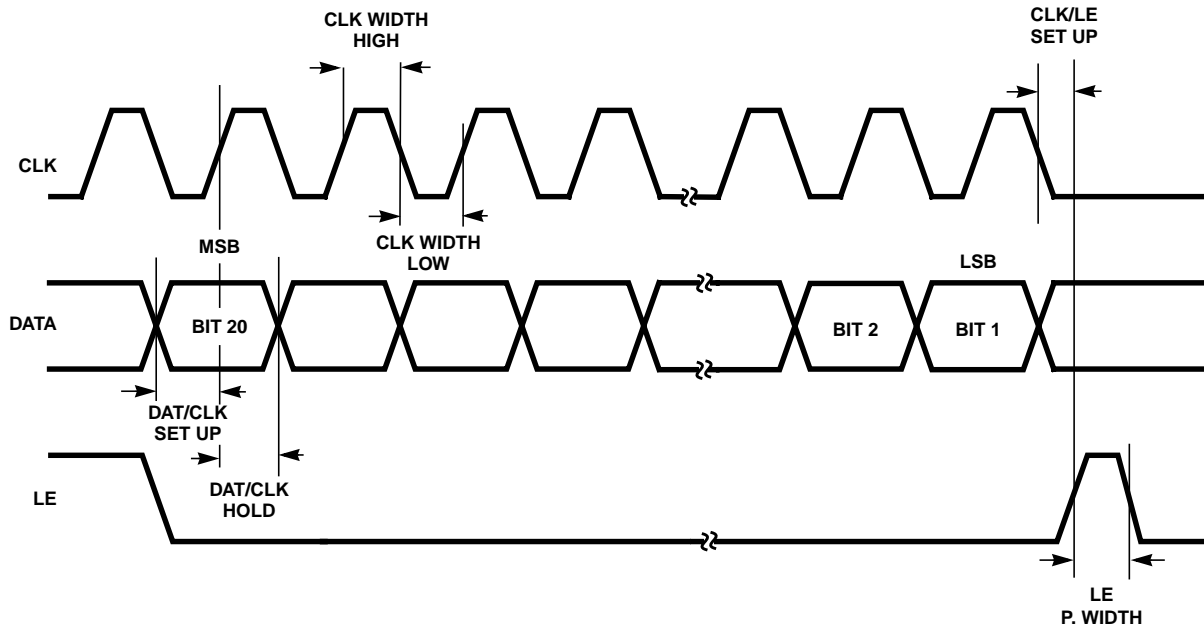 CLK WIDTH
HIGH
CLK/LE
SET UP
CLK
MSB
CLK WIDTH
LOW
LSB
DATA
BIT 20
BIT 2
BIT 1
DAT/CLK
SET UP
DAT/CLK
HOLD
LE
LE
P. WIDTH